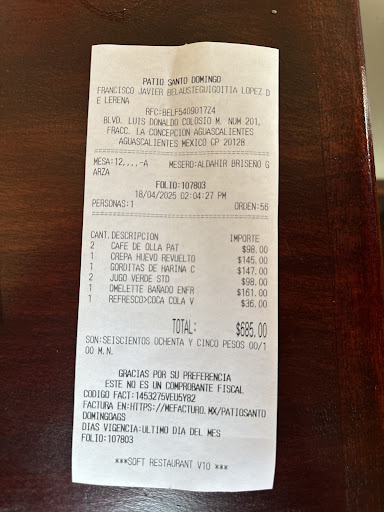 PATIO SANTO DOMINGO
FRANCISCO JAVIER BELAUSTEGUIGOITIA LOPEZ D
E LERENA
RFC:BELF5409017Z4
BLVD. LUIS DONALDO COLOSIO M. NUM 201,
FRACC. LA CONCEPCION AGUASCALIENTES
AGUASCALIENTES MEXICO CP 20128
MESA:12,,,,-A MESERO:ALDAHIR BRISEÑO G
ARZA
FOLIO:107803
18/04/2025 02:04:27 PM
PERSONAS:1 ORDEN:56
CANT.DESCRIPCION IMPORTE
2 CAFE DE OLLA PAT $98.00
1 CREPA HUEVO REVUELTO $145.00
1 GORDITAS DE HARINA C $147.00
2 JUGO VERDE STD $98.00
1 OMELETTE BAÑADO ENFR $161.00
1 REFRESCO>COCA COLA V $36.00
TOTAL: $685.00
SON:SEISCIENTOS OCHENTA Y CINCO PESOS 00/1
00 M.N.
GRACIAS POR SU PREFERENCIA
ESTE NO ES UN COMPROBANTE FISCAL
CODIGO FACT:1453275VEU5Y82
FACTURA EN:HTTPS://MEFACTURO.MX/PATIOSANTO
DOMINGOAGS
DIAS VIGENCIA:ULTIMO DIA DEL MES
FOLIO:107803
***SOFT RESTAURANT V10 ***